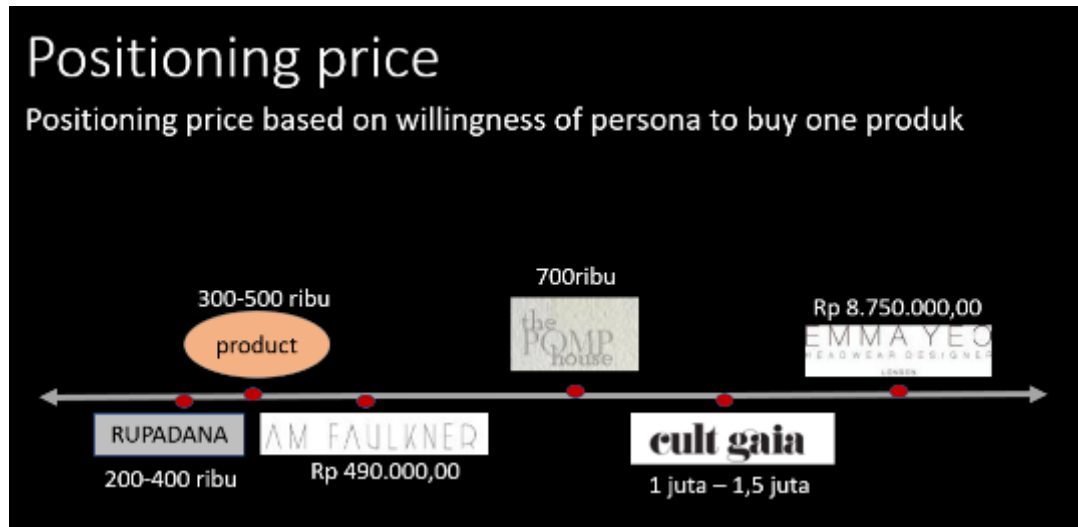 Positioning price
Positioning price based on willingness of persona to buy one produk
300-500 ribu
product
700ribu
the
POMP
house
Rp 8.750.000,00
EMMA YEO
HEADWEAR DESIGNER
LONDON
RUPADANA
200-400 ribu
AM FAULKNER
Rp 490.000,00
cult gaia
1 juta – 1,5 juta